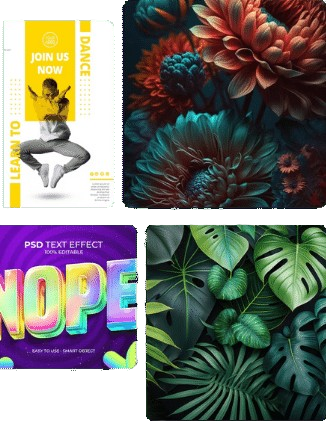 JOIN US
NOW
DANCE
LEARN TO
PSD TEXT EFFECT
100% EDITABLE
NOPE
EASY TO USE - SMART OBJECT